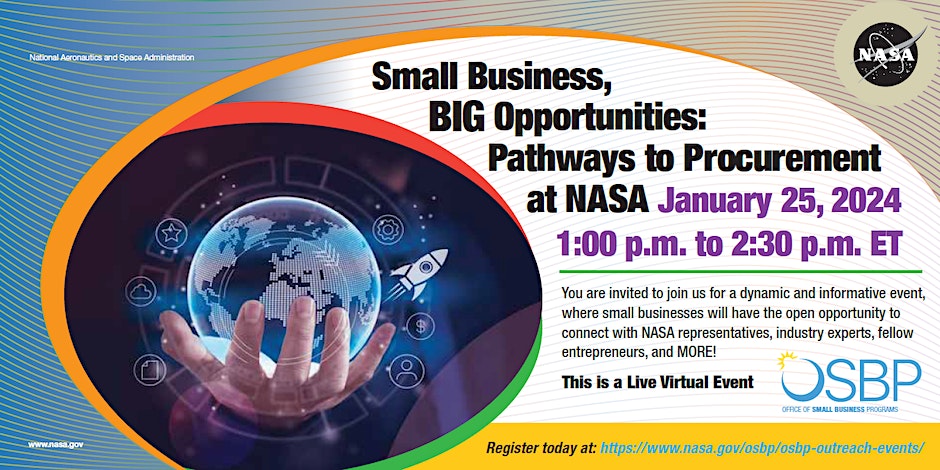 National Aeronautics and Space Administration
NASA
Small Business,
BIG Opportunities:
Pathways to Procurement
at NASA January 25, 2024
1:00 p.m. to 2:30 p.m. ET
You are invited to join us for a dynamic and informative event,
where small businesses will have the open opportunity to
connect with NASA representatives, industry experts, fellow
entrepreneurs, and MORE!
This is a Live Virtual Event
OSBP
OFFICE OF SMALL BUSINESS PROGRAMS
$
www.nasa.gov
Register today at: https://www.nasa.gov/osbp/osbp-outreach-events/